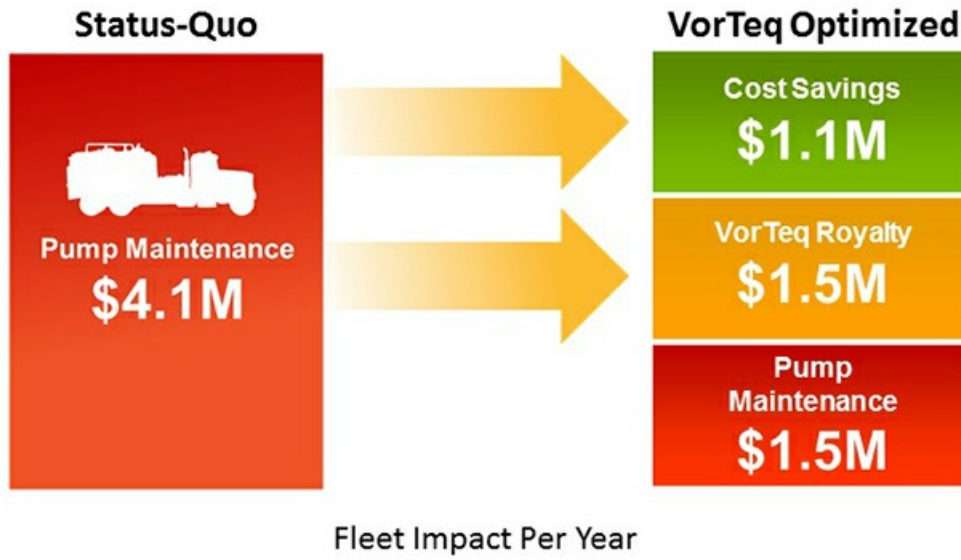 Status-Quo
VorTeq Optimized
Pump Maintenance
$4.1M
Cost Savings
$1.1M
VorTeq Royalty
$1.5M
Pump
Maintenance
$1.5M
Fleet Impact Per Year